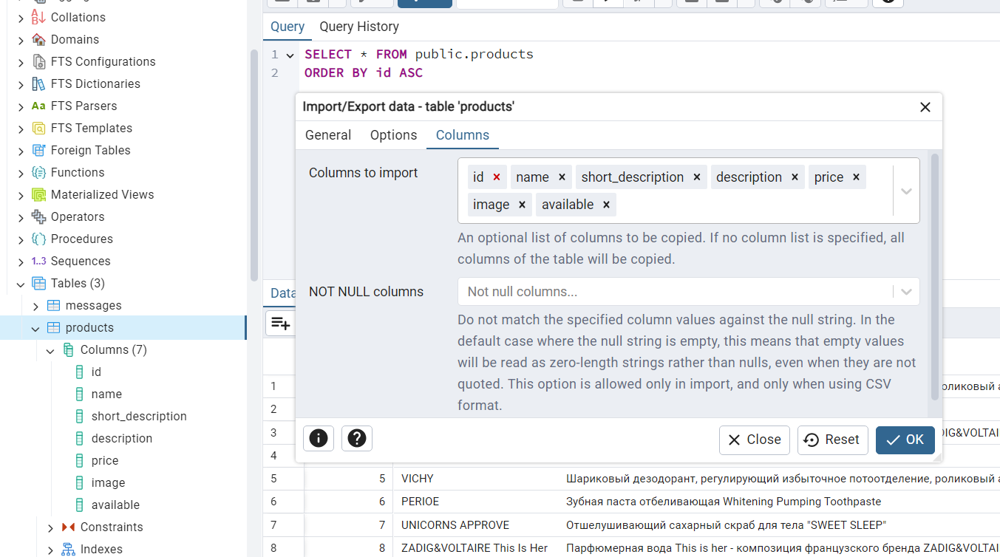 Collations
Domains
FTS Configurations
FTS Dictionaries
Aa FTS Parsers
FTS Templates
Foreign Tables
Functions
Materialized Views
Operators
Procedures
1..3 Sequences
Tables (3)
messages
products
Columns (7)
id
name
short_description
description
price
image
available
Constraints
Indexes
Query Query History
1 SELECT * FROM public.products
2 ORDER BY id ASC
Import/Export data - table 'products'
General Options Columns
Columns to import
id name short_description description price
image available
An optional list of columns to be copied. If no column list is specified, all
columns of the table will be copied.
NOT NULL columns
Not null columns...
Do not match the specified column values against the null string. In the
default case where the null string is empty, this means that empty values
will be read as zero-length strings rather than nulls, even when they are not
quoted. This option is allowed only in import, and only when using CSV
format.
Close Reset OK
Data
1
2
3
4
5 5 VICHY Шариковый дезодорант, регулирующий избыточное потоотделение, роликовый
6 6 PERIOE Зубная паста отбеливающая Whitening Pumping Toothpaste
7 7 UNICORNS APPROVE Отшелушивающий сахарный скраб для тела "SWEET SLEEP"
8 8 ZADIG&VOLTAIRE This Is Her Парфюмерная вода This is her - композиция французского бренда ZADIG&VOLTAI